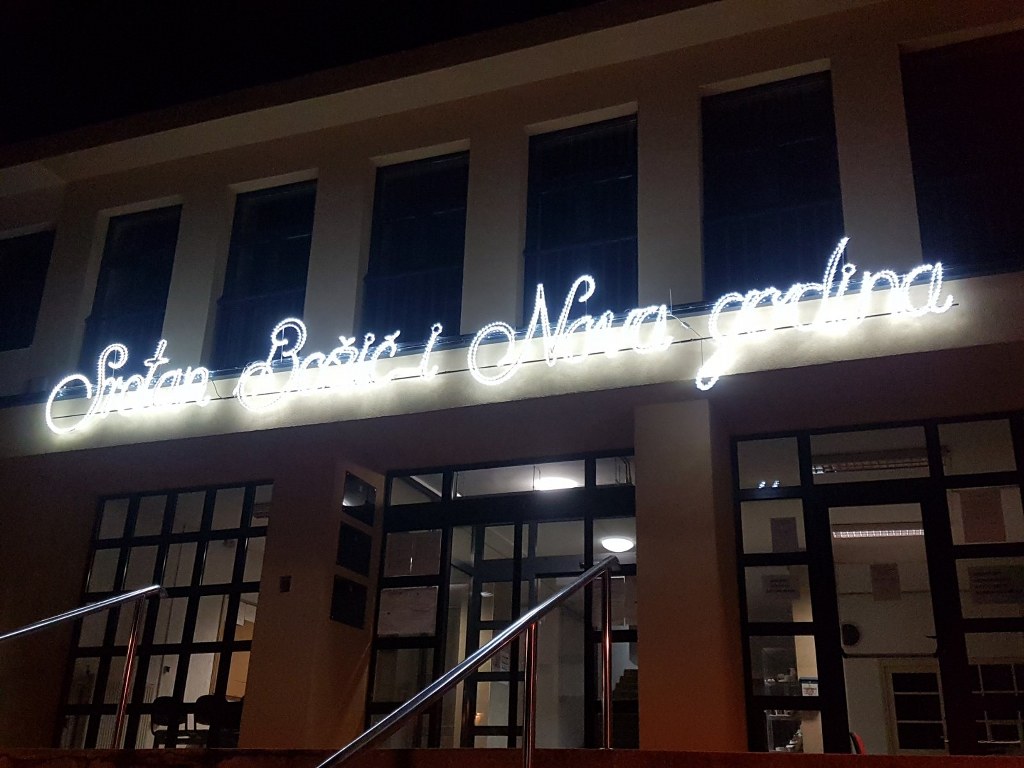 Sretan Božić i Nova godina